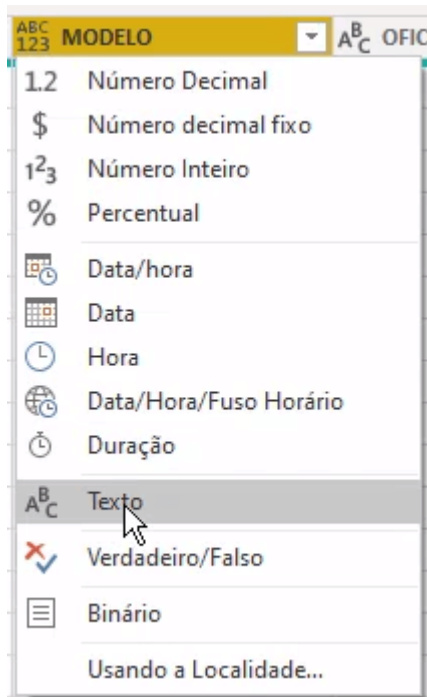 ABC 123 MODELO ABC OFIC
1.2 Número Decimal
$ Número decimal fixo
123 Número Inteiro
% Percentual
Data/hora
Data
Hora
Data/Hora/Fuso Horário
Duração
ABC Texto
Verdadeiro/Falso
Binário
Usando a Localidade...